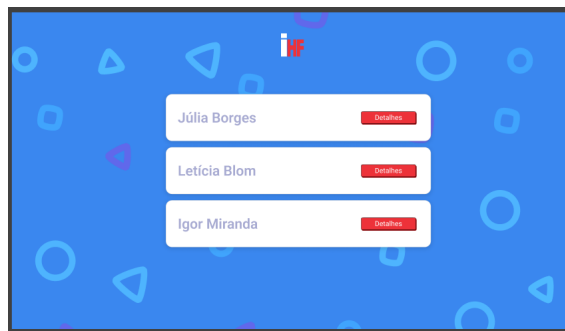 iHF
Júlia Borges
Detalhes
Letícia Blom
Detalhes
Igor Miranda
Detalhes